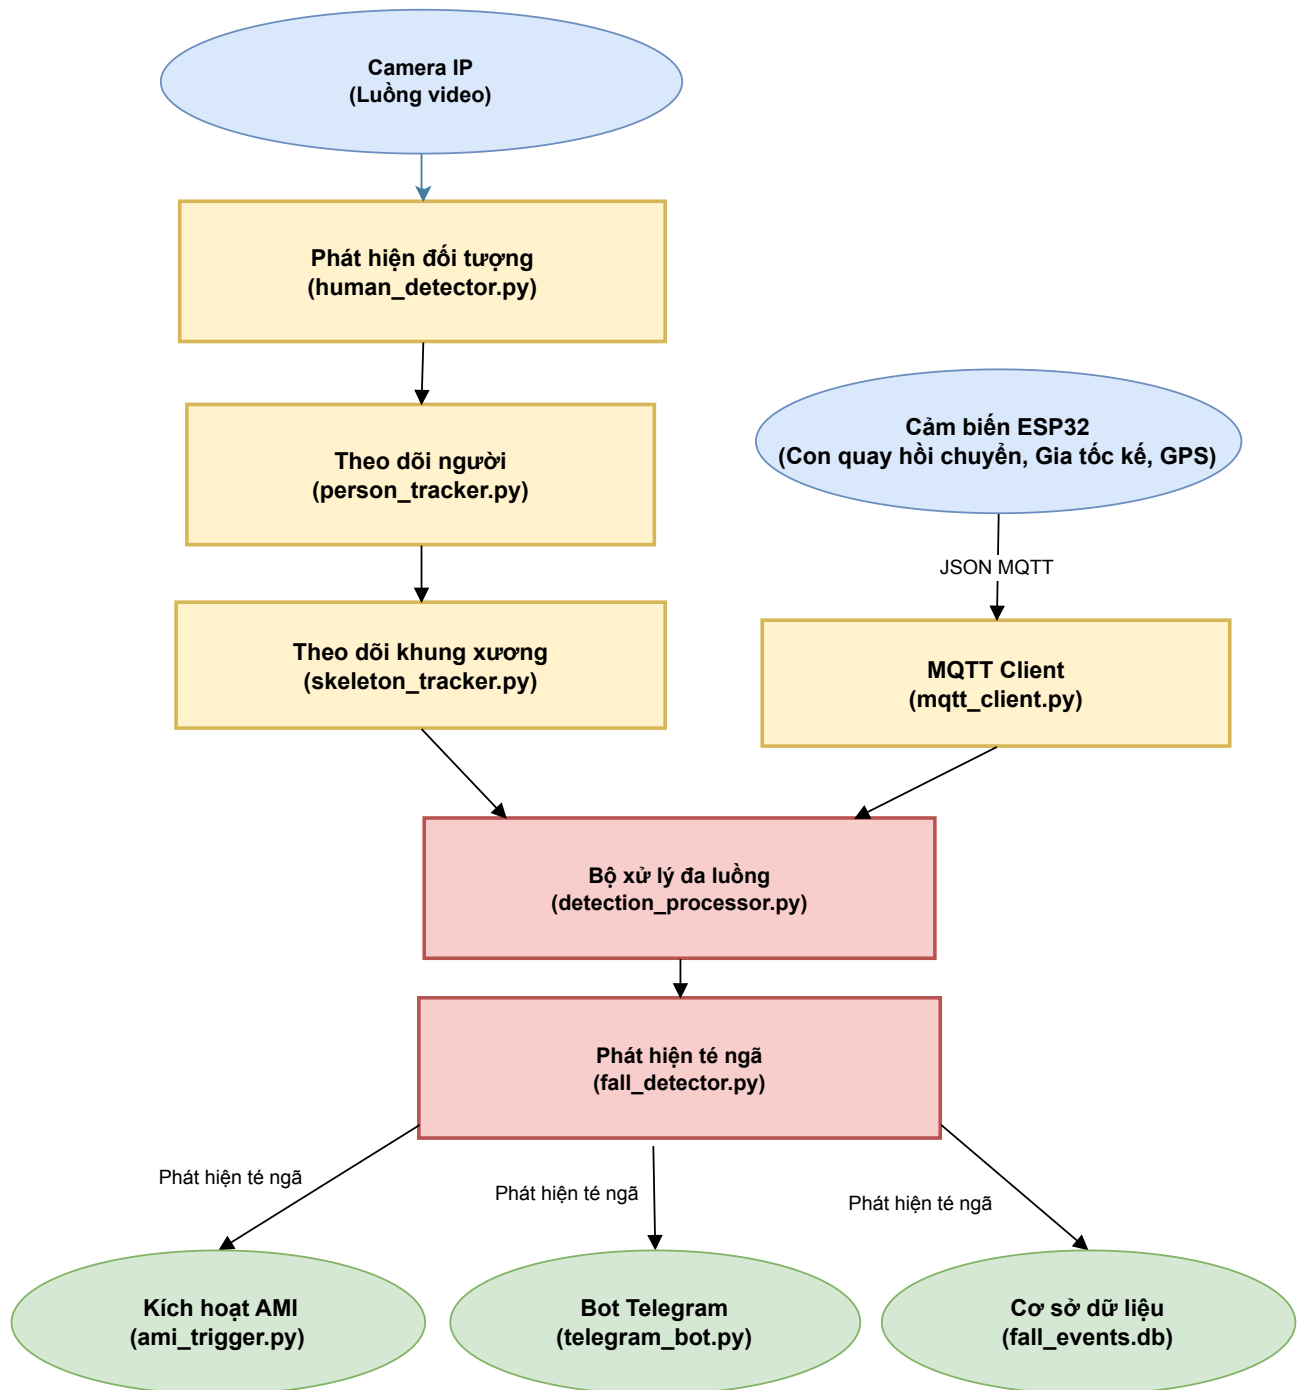 Camera IP
(Luồng video)
Phát hiện đối tượng
(human_detector.py)
Theo dõi người
(person_tracker.py)
Cảm biến ESP32
(Con quay hồi chuyển, Gia tốc kế, GPS)
JSON MQTT
Theo dõi khung xương
(skeleton_tracker.py)
MQTT Client
(mqtt_client.py)
Bộ xử lý đa luồng
(detection_processor.py)
Phát hiện té ngã
(fall_detector.py)
Phát hiện té ngã
Phát hiện té ngã
Phát hiện té ngã
Kích hoạt AMI
(ami_trigger.py)
Bot Telegram
(telegram_bot.py)
Cơ sở dữ liệu
(fall_events.db)